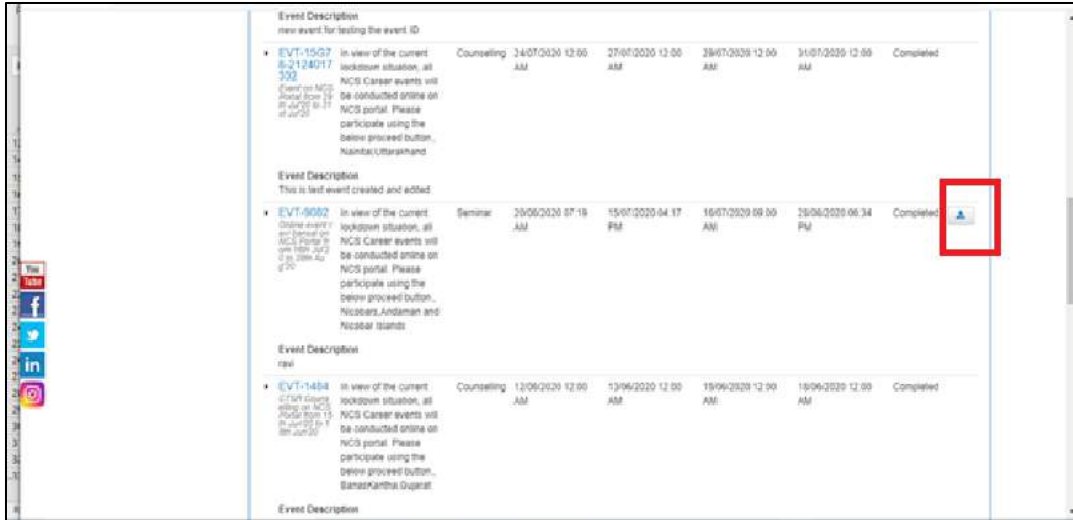 Event Description
new event for testing the event ID
EVT-15G7 In view of the current Counselling 24/07/2020 12:00 27/07/2020 12:00 29/07/2020 12:00 31/07/2020 12:00 Completed
8-2124017 lockdown situation, all AM AM AM AM
332 NCS Career events will
Event on NCS be conducted online on
Portal from 29 NCS portal. Please
th Jul'20 to 31 participate using the
st Jul'20 below proceed button.,
Nainital,Uttarakhand
Event Description
This is test event created and edited
EVT-9082 In view of the current Seminar 20/06/2020 07:19 15/07/2020 04:17 16/07/2020 09:00 28/08/2020 06:34 Completed
lockdown situation, all AM PM AM PM
NCS Career events will
be conducted online on
NCS portal. Please
participate using the
below proceed button.,
Nicobars,Andaman and
Nicobar Islands
Event Description
ravi
EVT-1484 In view of the current Counselling 12/06/2020 12:00 13/06/2020 12:00 15/06/2020 12:00 18/06/2020 12:00 Completed
lockdown situation, all AM AM AM AM
NCS Career events will
be conducted online on
NCS portal. Please
participate using the
below proceed button.,
BanasKantha,Gujarat
Event Description
You
Tube
f
in